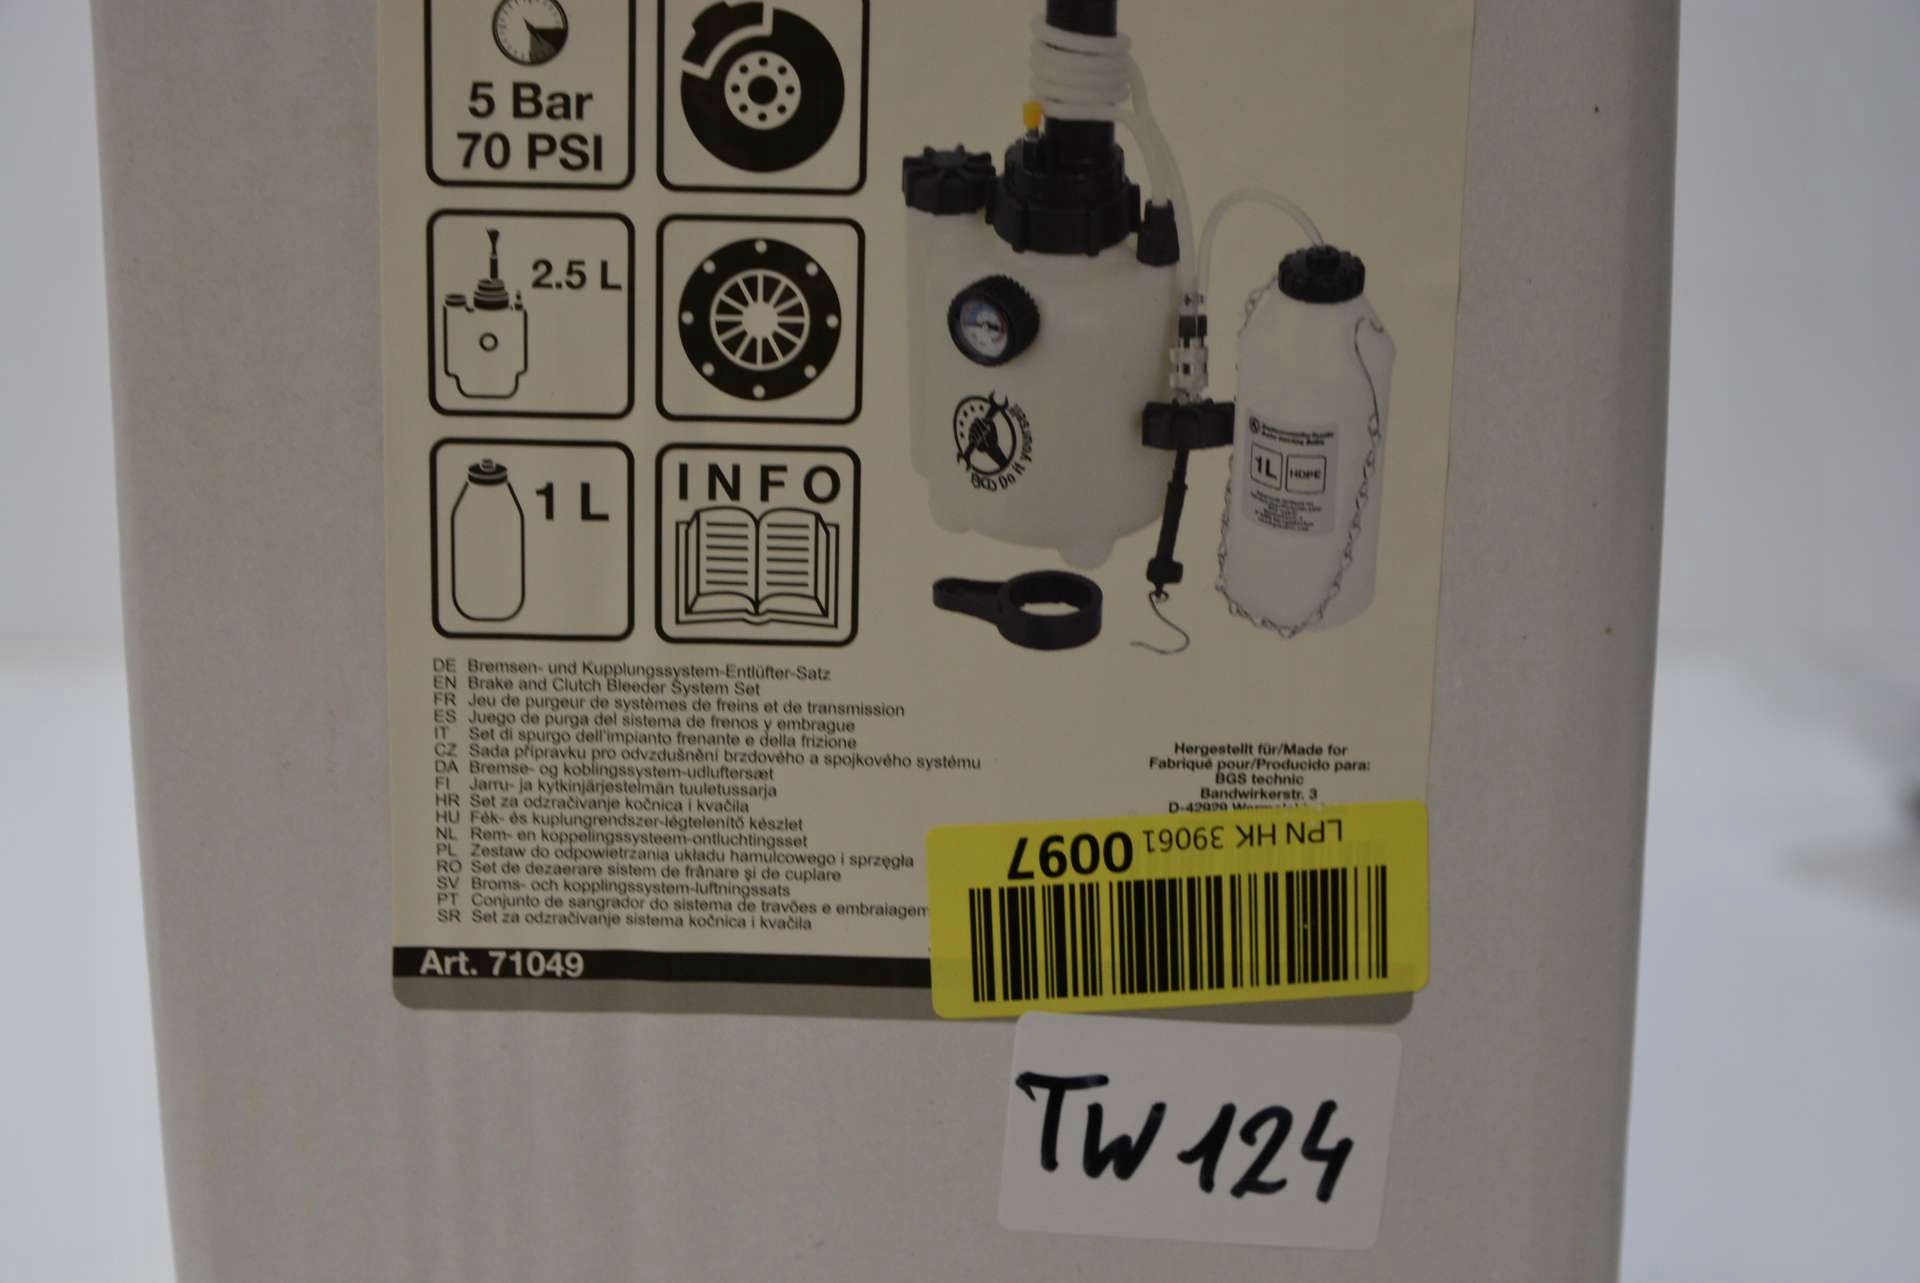 5 Bar
70 PSI
2.5 L
1 L
INFO
BGS Do it yourself
1L HDPE
DE Bremsen- und Kupplungssystem-Entlüfter-Satz
EN Brake and Clutch Bleeder System Set
FR Jeu de purgeur de systèmes de freins et de transmission
ES Juego de purga del sistema de frenos y embrague
IT Set di spurgo dell'impianto frenante e della frizione
CZ Sada přípravku pro odvzdušnění brzdového a spojkového systému
DA Bremse- og koblingssystem-udluftersæt
FI Jarru- ja kytkinjärjestelmän tuuletussarja
HR Set za odzračivanje kočnica i kvačila
HU Fék- és kuplungrendszer-légtelenítő készlet
NL Rem- en koppelingssysteem-ontluchtingsset
PL Zestaw do odpowietrzania układu hamulcowego i sprzęgła
RO Set de dezaerare sistem de frânare şi de cuplare
SV Broms- och kopplingssystem-luftningssats
PT Conjunto de sangrador do sistema de travões e embraiagem
SR Set za odzračivanje sistema kočnica i kvačila
Hergestellt für/Made for
Fabriqué pour/Producido para:
BGS technic
Bandwirkerstr. 3
D-42929
LPN HK 39061 0097
Art. 71049
TW 124